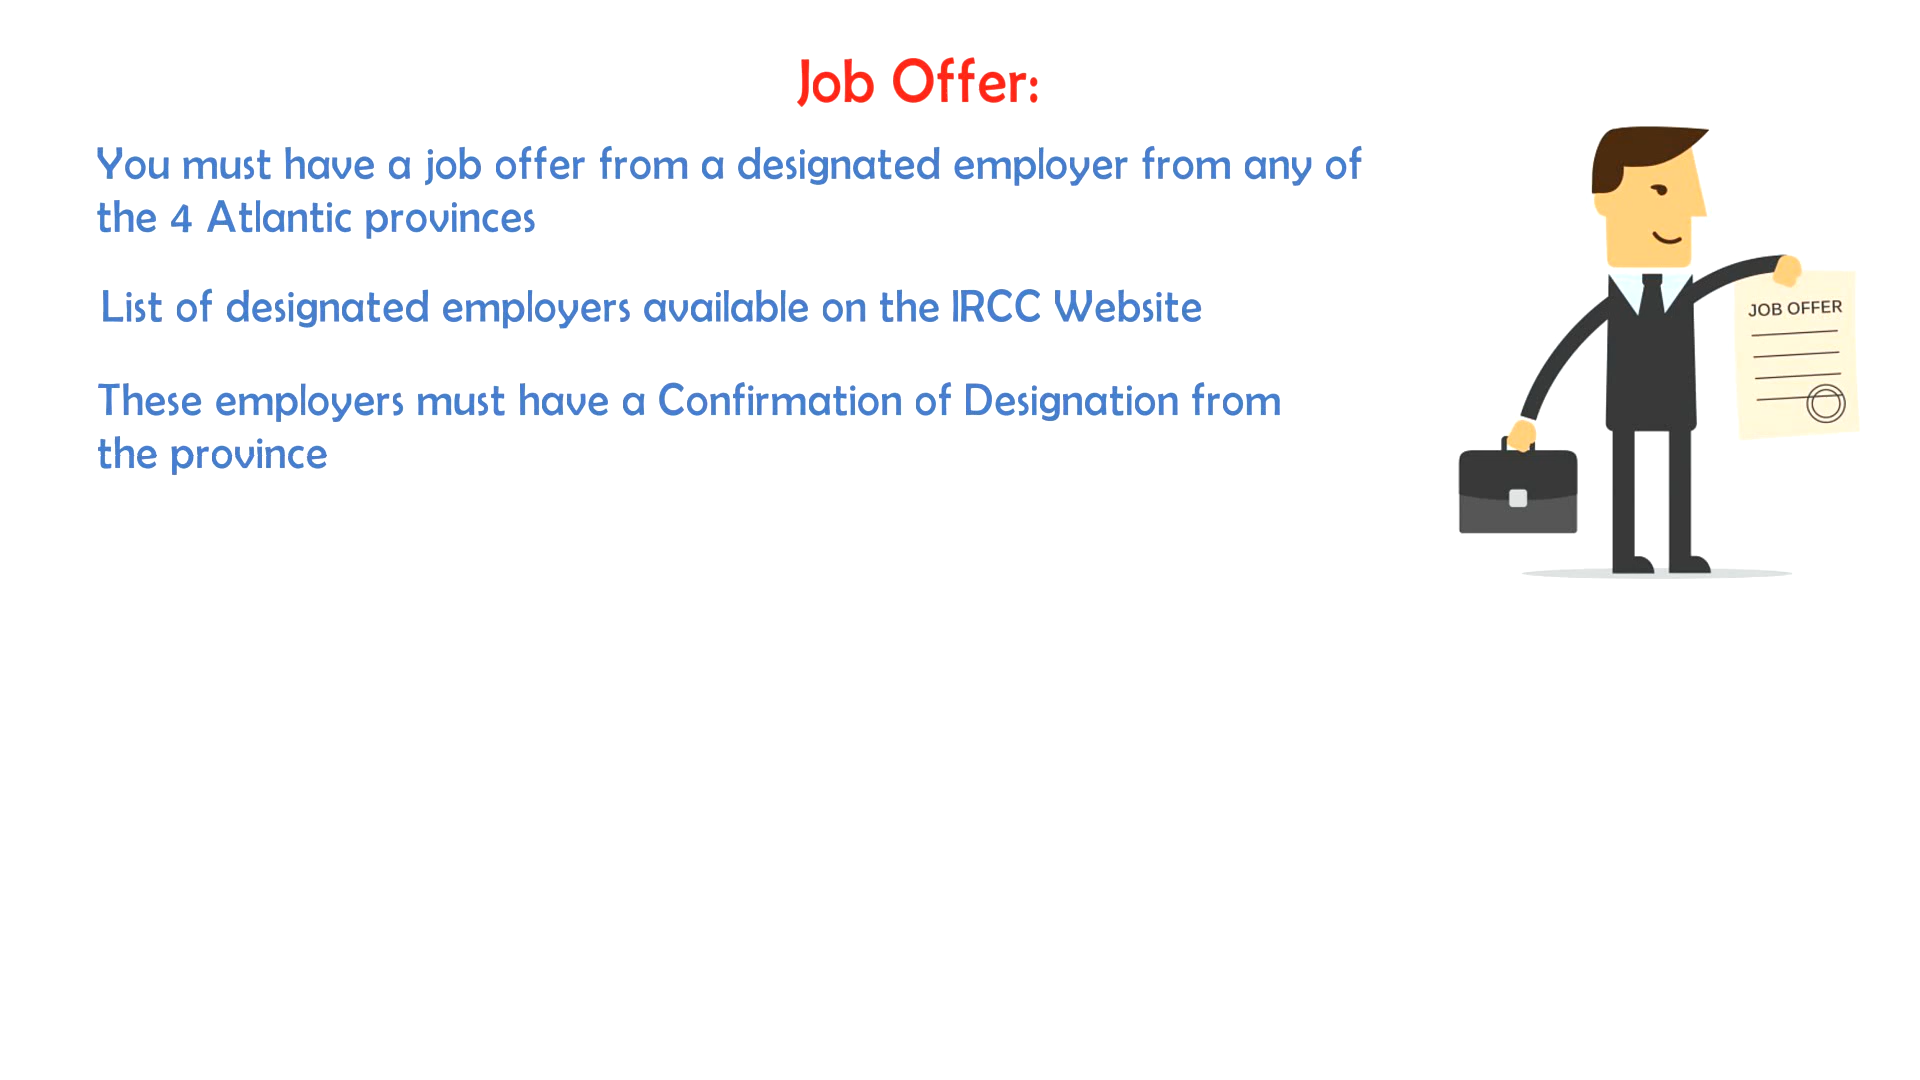 Job Offer:
You must have a job offer from a designated employer from any of
the 4 Atlantic provinces
List of designated employers available on the IRCC Website
JOB OFFER
These employers must have a Confirmation of Designation from
the province